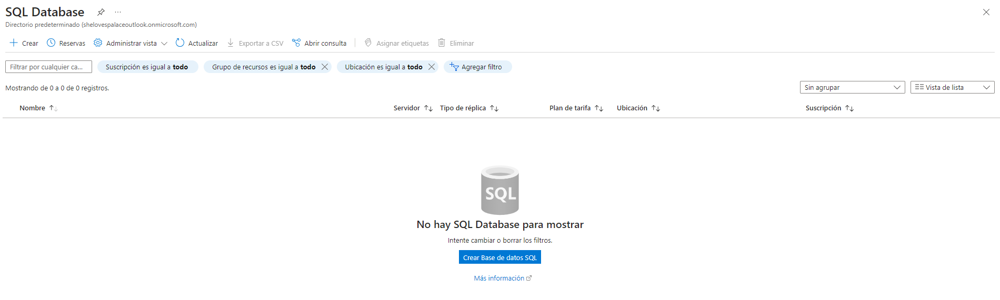 SQL Database
Directorio predeterminado (shelovespalaceoutlook.onmicrosoft.com)
Crear Reservas Administrar vista Actualizar Exportar a CSV Abrir consulta Asignar etiquetas Eliminar
Filtrar por cualquier ca... Suscripción es igual a todo Grupo de recursos es igual a todo Ubicación es igual a todo Agregar filtro
Mostrando de 0 a 0 de 0 registros. Sin agrupar Vista de lista
Nombre Servidor Tipo de réplica Plan de tarifa Ubicación Suscripción
SQL
No hay SQL Database para mostrar
Intente cambiar o borrar los filtros.
Crear Base de datos SQL
Más información